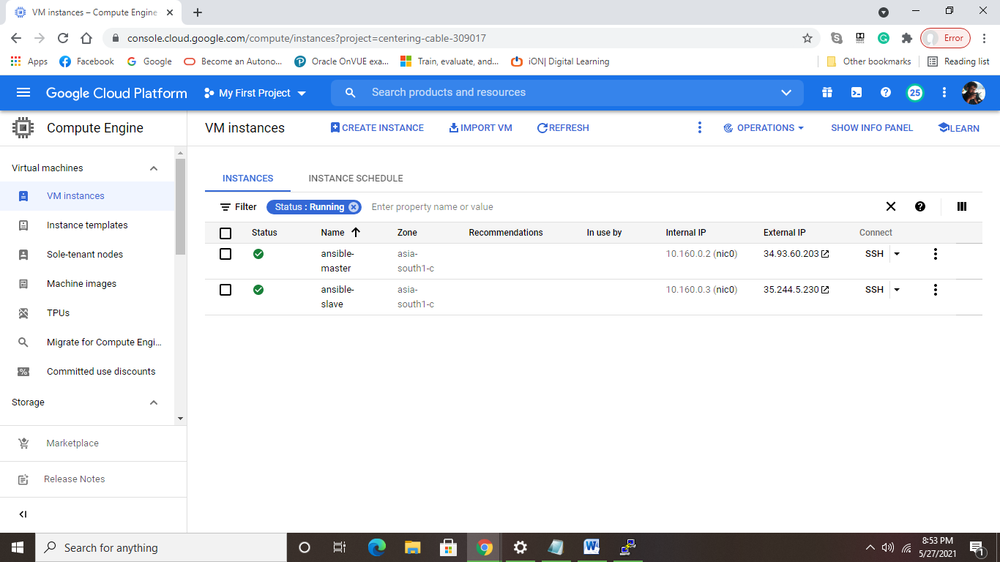 VM instances – Compute Engine
console.cloud.google.com/compute/instances?project=centering-cable-309017
Error
Apps
Facebook
Google
Become an Autono...
Oracle OnVUE exa...
Train, evaluate, and...
iON| Digital Learning
Other bookmarks
Reading list
Google Cloud Platform
My First Project
Search products and resources
25
Compute Engine
VM instances
CREATE INSTANCE
IMPORT VM
REFRESH
OPERATIONS
SHOW INFO PANEL
LEARN
Virtual machines
VM instances
Instance templates
Sole-tenant nodes
Machine images
TPUs
Migrate for Compute Engi...
Committed use discounts
Storage
Marketplace
Release Notes
INSTANCES
INSTANCE SCHEDULE
Filter
Status : Running
Enter property name or value
Status Name Zone Recommendations In use by Internal IP External IP Connect
ansible-
master
asia-
south1-c
10.160.0.2 (nic0)
34.93.60.203
SSH
ansible-
slave
asia-
south1-c
10.160.0.3 (nic0)
35.244.5.230
SSH
Search for anything
8:53 PM
5/27/2021
1